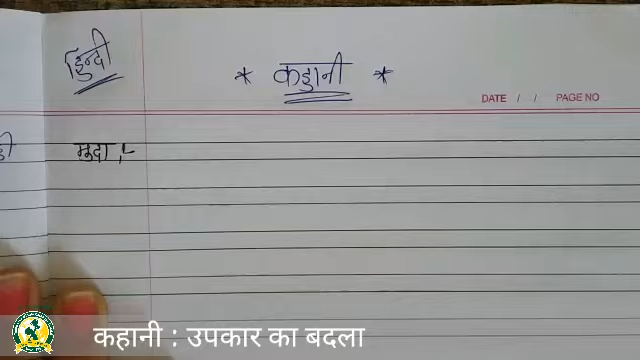 हिन्दी
* कहानी *
DATE / / PAGE NO
ही
मुद्दा :-
कहानी : उपकार का बदला